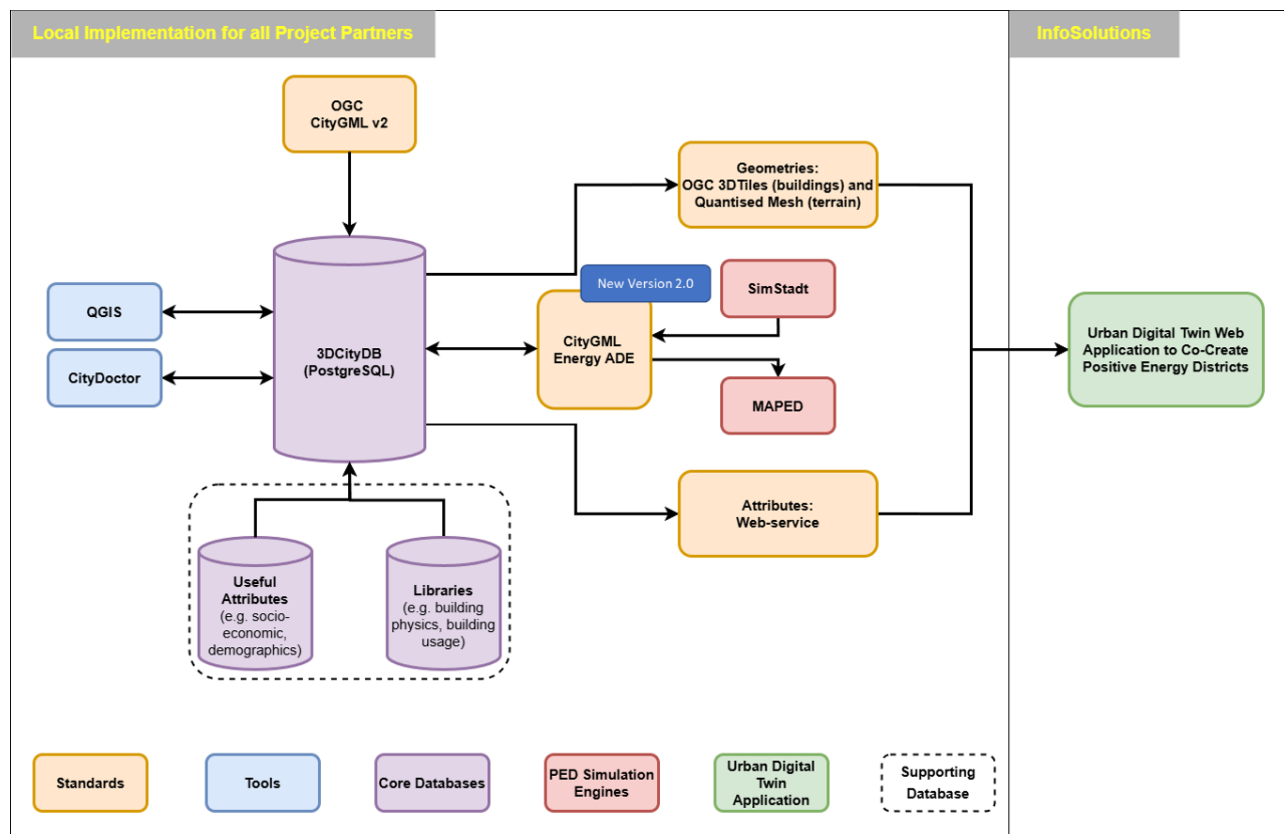 Local Implementation for all Project Partners
InfoSolutions
OGC
CityGML v2
Geometries:
OGC 3DTiles (buildings) and
Quantised Mesh (terrain)
New Version 2.0
SimStadt
QGIS
CityDoctor
3DCityDB
(PostgreSQL)
CityGML
Energy ADE
MAPED
Urban Digital Twin Web
Application to Co-Create
Positive Energy Districts
Attributes:
Web-service
Useful
Attributes
(e.g. socio-
economic,
demographics)
Libraries
(e.g. building
physics, building
usage)
Standards
Tools
Core Databases
PED Simulation
Engines
Urban Digital
Twin
Application
Supporting
Database